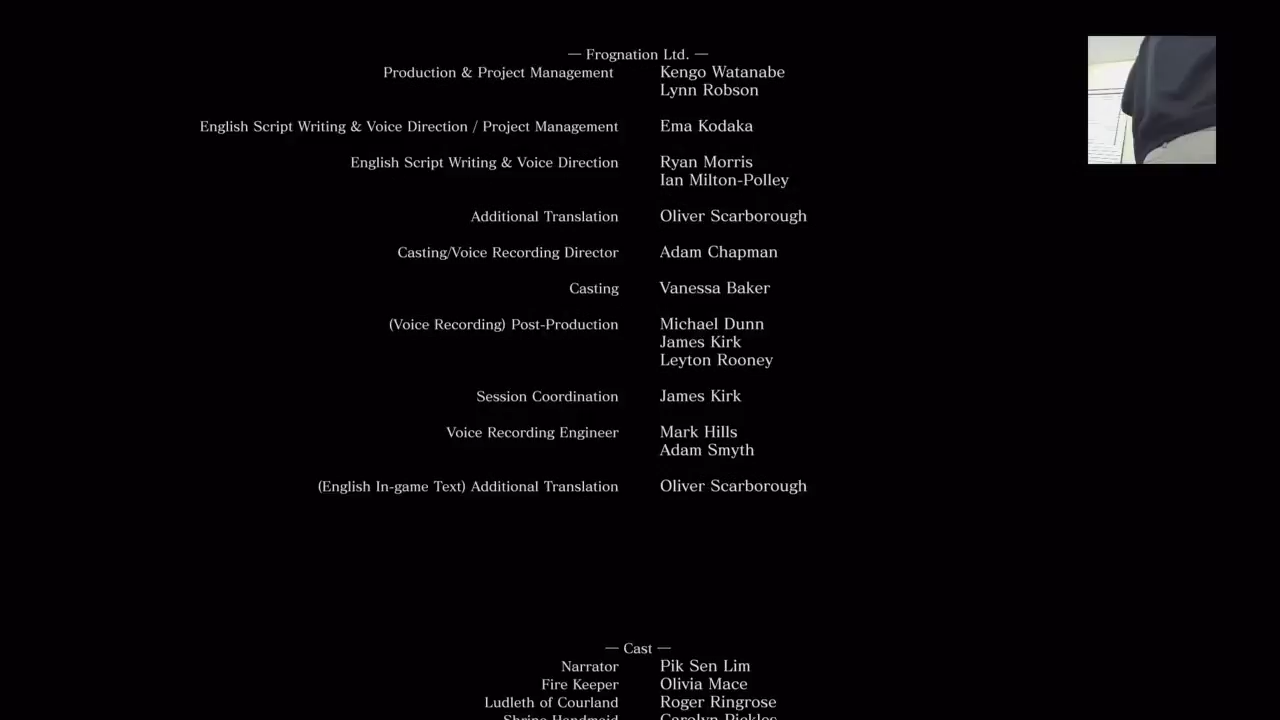 — Frognation Ltd. —
Production & Project Management Kengo Watanabe
Lynn Robson
English Script Writing & Voice Direction / Project Management Ema Kodaka
English Script Writing & Voice Direction Ryan Morris
Ian Milton-Polley
Additional Translation Oliver Scarborough
Casting/Voice Recording Director Adam Chapman
Casting Vanessa Baker
(Voice Recording) Post-Production Michael Dunn
James Kirk
Leyton Rooney
Session Coordination James Kirk
Voice Recording Engineer Mark Hills
Adam Smyth
(English In-game Text) Additional Translation Oliver Scarborough
— Cast —
Narrator Pik Sen Lim
Fire Keeper Olivia Mace
Ludleth of Courland Roger Ringrose
Shrine Handmaid Carolyn Pickles